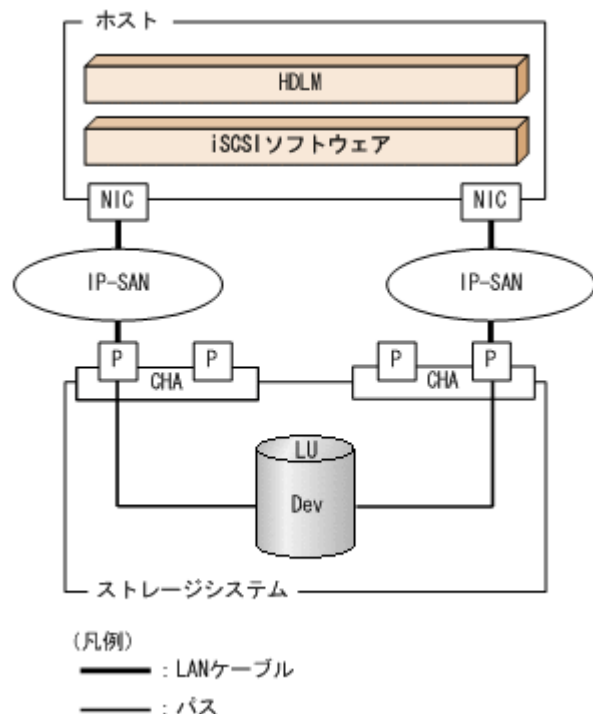 ホスト
HDLM
iSCSIソフトウェア
NIC
NIC
IP-SAN
IP-SAN
P
P
P
P
CHA
CHA
LU
Dev
ストレージシステム
(凡例)
: LANケーブル
: パス